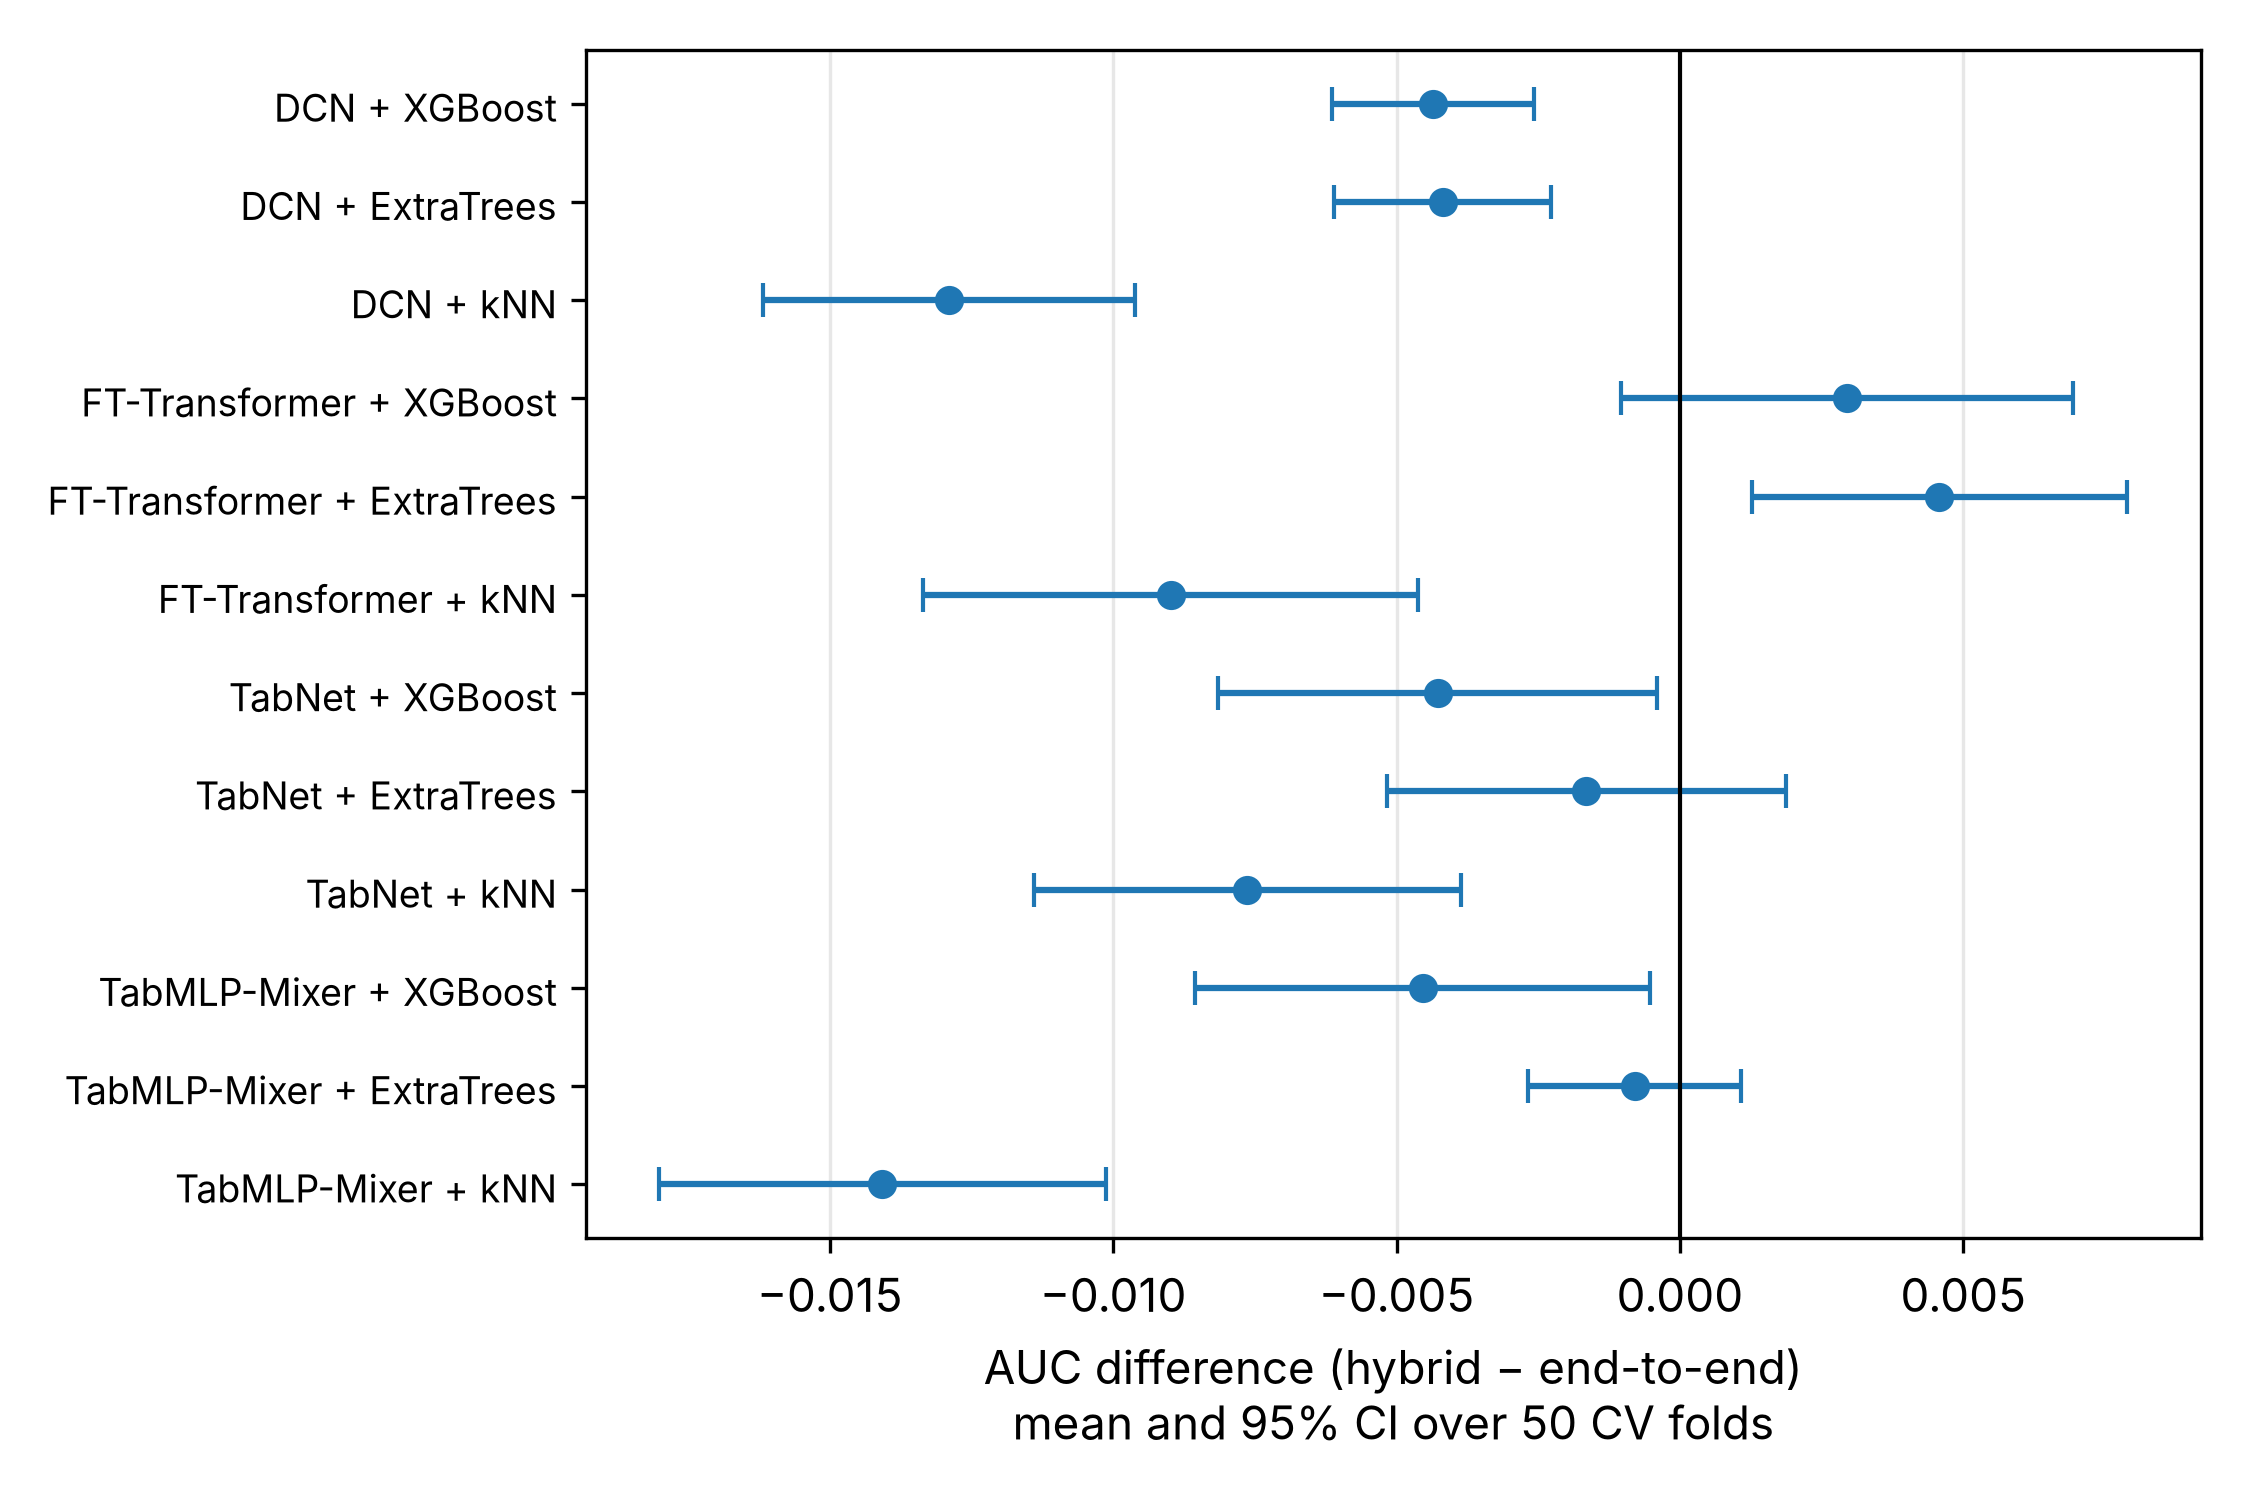 DCN + XGBoost
DCN + ExtraTrees
DCN + kNN
FT-Transformer + XGBoost
FT-Transformer + ExtraTrees
FT-Transformer + kNN
TabNet + XGBoost
TabNet + ExtraTrees
TabNet + kNN
TabMLP-Mixer + XGBoost
TabMLP-Mixer + ExtraTrees
TabMLP-Mixer + kNN
−0.015 −0.010 −0.005 0.000 0.005
AUC difference (hybrid − end-to-end)
mean and 95% CI over 50 CV folds